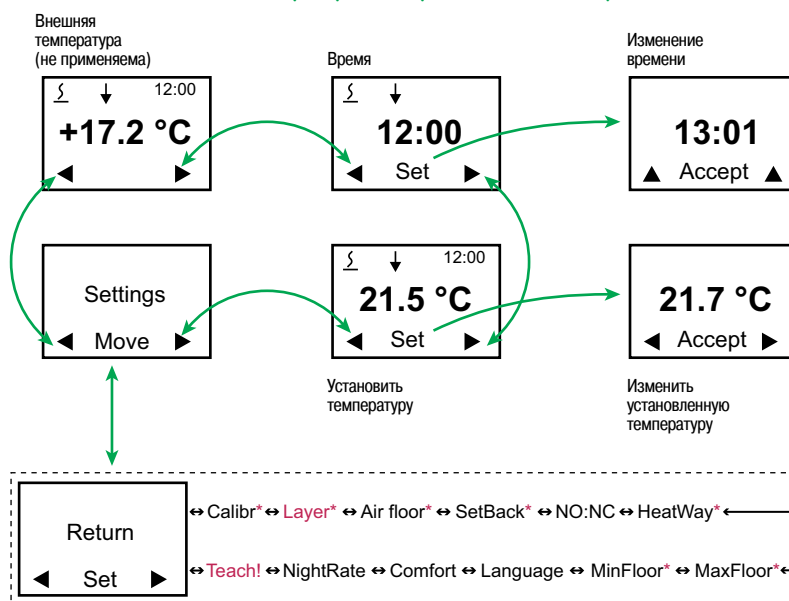 Внешняя
температура
(не применяема)
Время
Изменение
времени
12:00
+17.2 °C
◄ ►
12:00
◄ Set ►
13:01
▲ Accept ▲
Settings
◄ Move ►
12:00
21.5 °C
◄ Set ►
21.7 °C
◄ Accept ►
Установить
температуру
Изменить
установленную
температуру
Return
◄ Set ►
↔ Calibr* ↔ Layer* ↔ Air floor* ↔ SetBack* ↔ NO:NC ↔ HeatWay* ←
↔ Teach! ↔ NightRate ↔ Comfort ↔ Language ↔ MinFloor* ↔ MaxFloor* ←